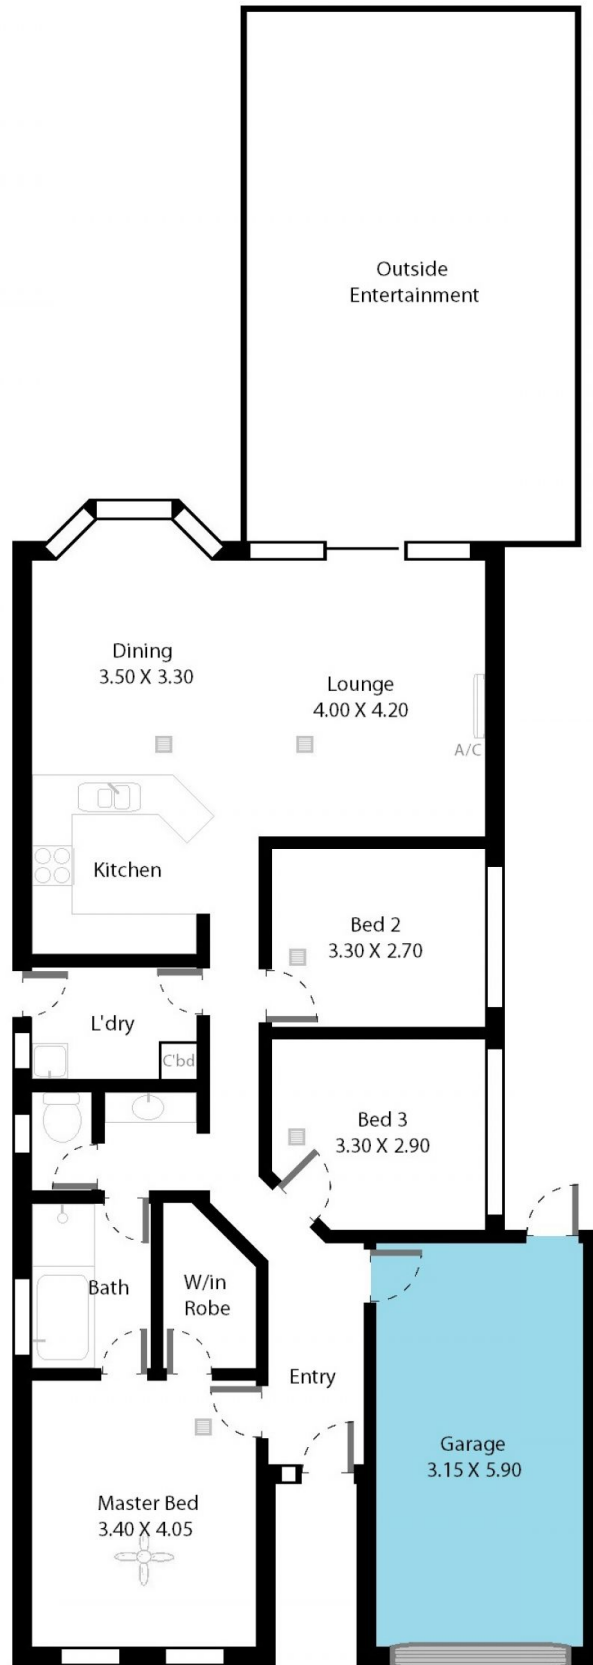 Outside
Entertainment
Dining
3.50 X 3.30
Lounge
4.00 X 4.20
A/C
Kitchen
Bed 2
3.30 X 2.70
L'dry
C'bd
Bed 3
3.30 X 2.90
Bath
W/in
Robe
Entry
Garage
3.15 X 5.90
Master Bed
3.40 X 4.05